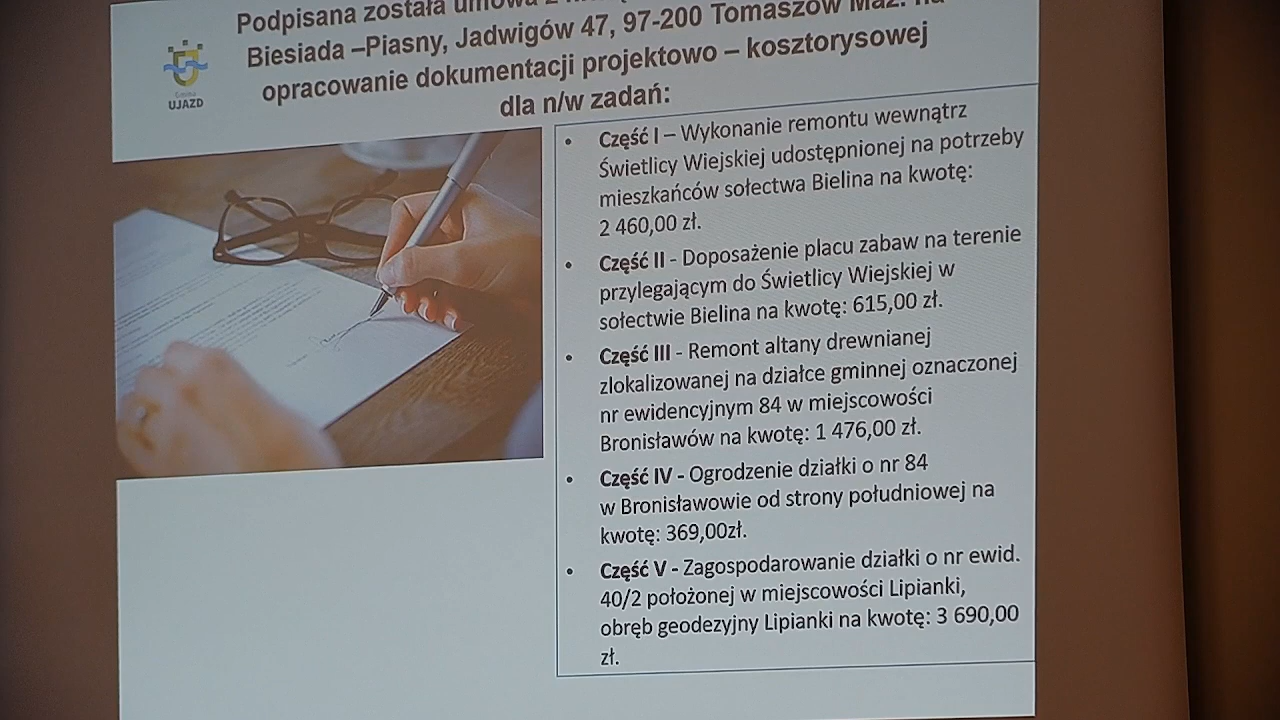 Podpisana została umowa z
Biesiada –Piasny, Jadwigów 47, 97-200 Tomaszów Maz. na
opracowanie dokumentacji projektowo – kosztorysowej
dla n/w zadań:
Gmina
UJAZD
• Część I – Wykonanie remontu wewnątrz
Świetlicy Wiejskiej udostępnionej na potrzeby
mieszkańców sołectwa Bielina na kwotę:
2 460,00 zł.
• Część II - Doposażenie placu zabaw na terenie
przylegającym do Świetlicy Wiejskiej w
sołectwie Bielina na kwotę: 615,00 zł.
• Część III - Remont altany drewnianej
zlokalizowanej na działce gminnej oznaczonej
nr ewidencyjnym 84 w miejscowości
Bronisławów na kwotę: 1 476,00 zł.
• Część IV - Ogrodzenie działki o nr 84
w Bronisławowie od strony południowej na
kwotę: 369,00zł.
• Część V - Zagospodarowanie działki o nr ewid.
40/2 położonej w miejscowości Lipianki,
obręb geodezyjny Lipianki na kwotę: 3 690,00
zł.